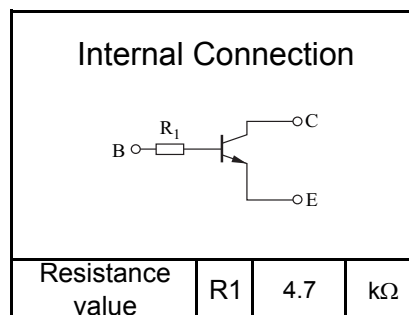 Internal Connection
R1
C
B
E
Resistance value R1 4.7 kΩ